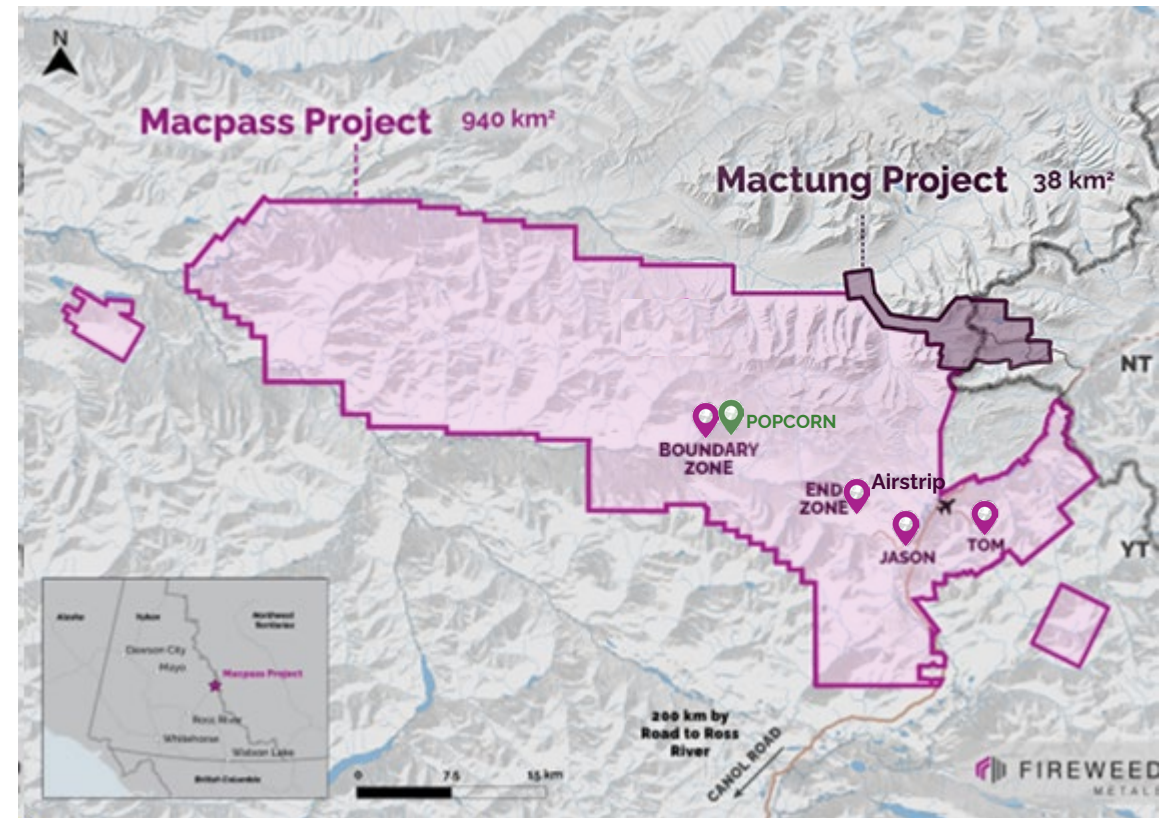 N
Macpass Project 940 km²
Mactung Project 38 km²
NT
POPCORN
BOUNDARY
ZONE
END
ZONE
Airstrip
JASON
TOM
YT
Alaska
Yukon
Northwest
Territories
Dawson City
Mayo
Macpass Project
Ross River
Whitehorse
Watson Lake
British Columbia
0 7.5 15 km
200 km by
Road to Ross
River
CANOL ROAD
FIREWEED
METALS